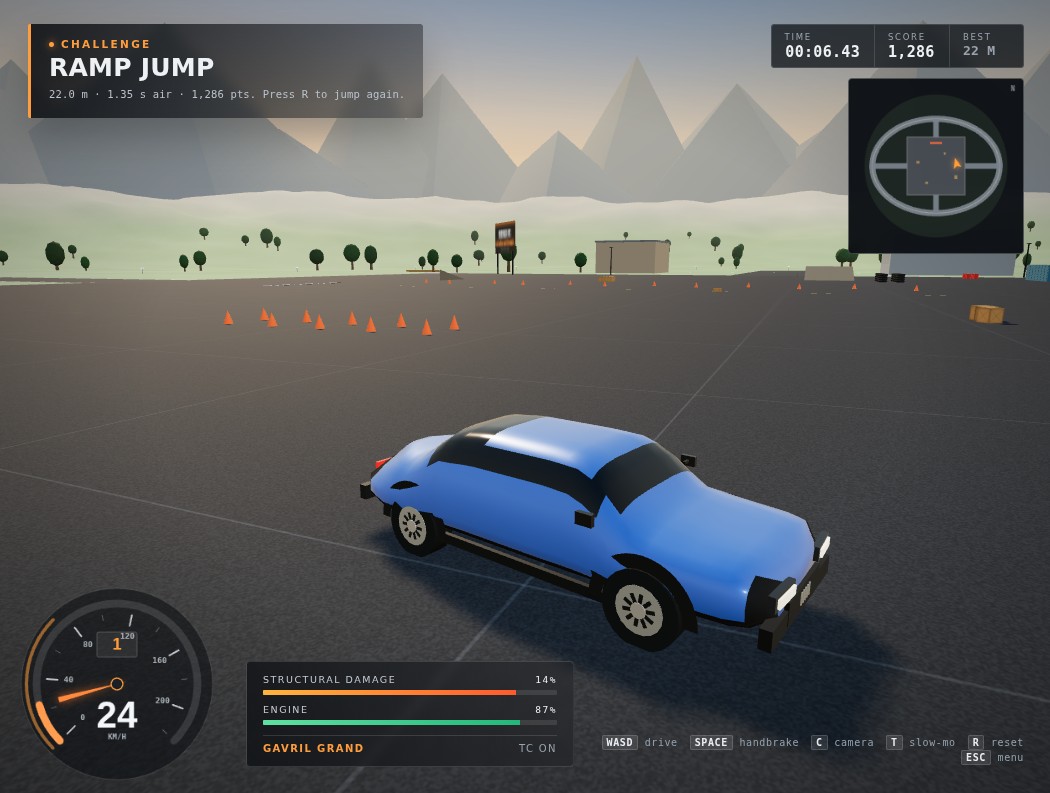 CHALLENGE
RAMP JUMP
22.0 m · 1.35 s air · 1,286 pts. Press R to jump again.
TIME SCORE BEST
00:06.43 1,286 22 M
N
0 40 80 120 160 200
1
24
KM/H
STRUCTURAL DAMAGE 14%
ENGINE 87%
GAVRIL GRAND TC ON
WASD drive SPACE handbrake C camera T slow-mo R reset
ESC menu